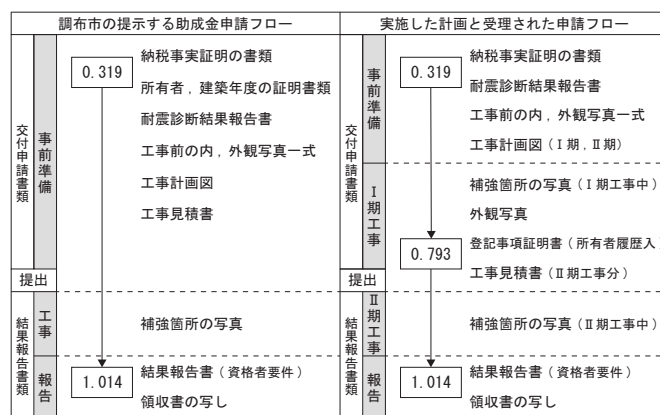 調布市の提示する助成金申請フロー
交付申請書類
事前準備
0.319
納税事実証明の書類
所有者，建築年度の証明書類
耐震診断結果報告書
工事前の内，外観写真一式
工事計画図
工事見積書
提出
結果報告書類
工事
補強箇所の写真
報告
1.014
結果報告書（資格者要件）
領収書の写し
実施した計画と受理された申請フロー
交付申請書類
事前準備
0.319
納税事実証明の書類
耐震診断結果報告書
工事前の内，外観写真一式
工事計画図（Ⅰ期，Ⅱ期）
Ⅰ期工事
補強箇所の写真（Ⅰ期工事中）
外観写真
登記事項証明書（所有者履歴入）
0.793
工事見積書（Ⅱ期工事分）
提出
結果報告書類
Ⅱ期工事
補強箇所の写真（Ⅱ期工事中）
報告
1.014
結果報告書（資格者要件）
領収書の写し